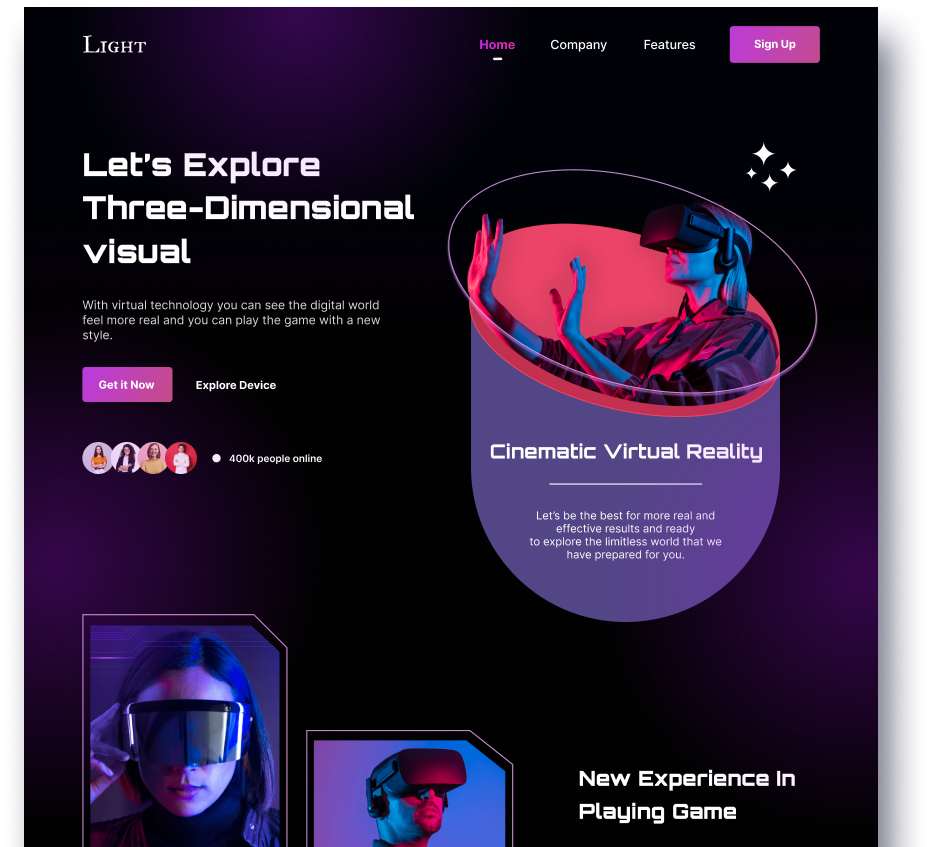 Light
Home
Company
Features
Sign Up
Let's Explore
Three-Dimensional
visual
With virtual technology you can see the digital world
feel more real and you can play the game with a new
style.
Get it Now
Explore Device
400k people online
Cinematic Virtual Reality
Let's be the best for more real and
effective results and ready
to explore the limitless world that we
have prepared for you.
New Experience In
Playing Game